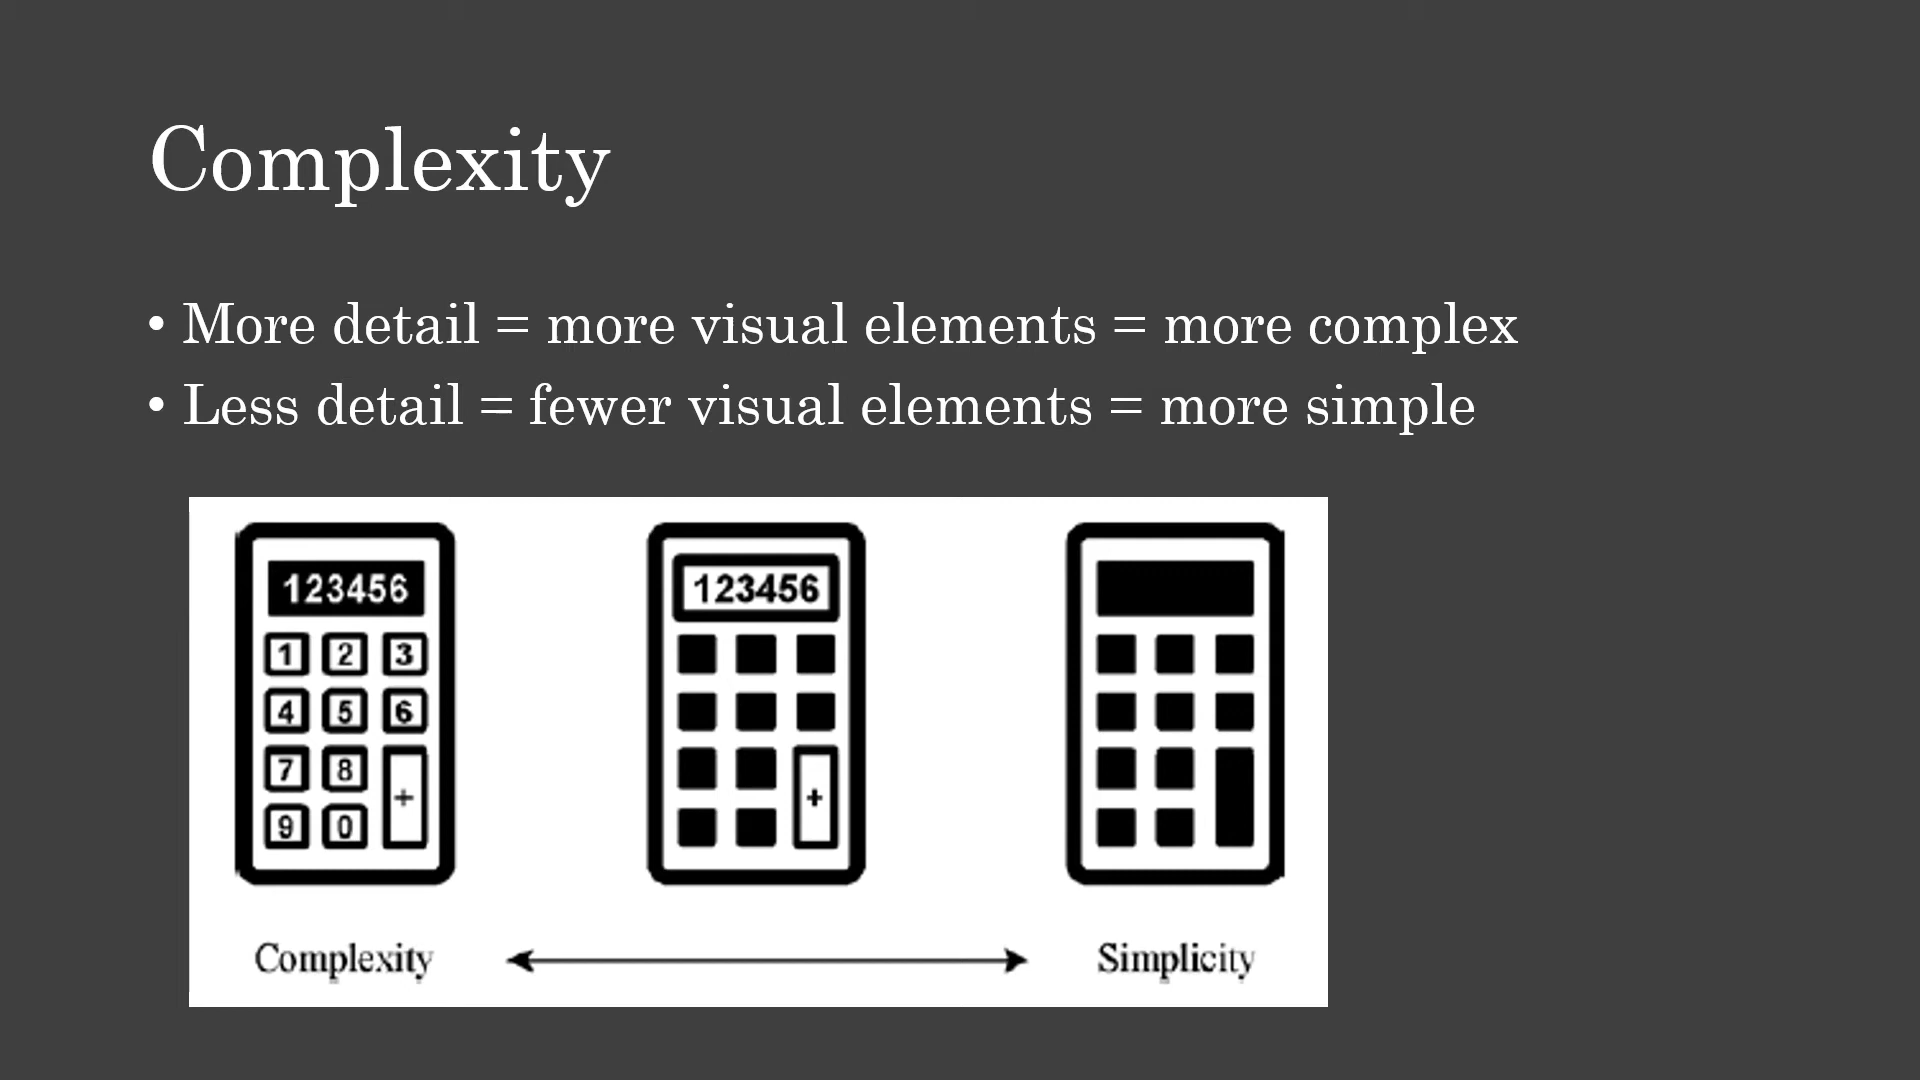 Complexity
• More detail = more visual elements = more complex
• Less detail = fewer visual elements = more simple
123456
1 2 3
4 5 6
7 8 +
9 0
123456
+
Complexity
Simplicity